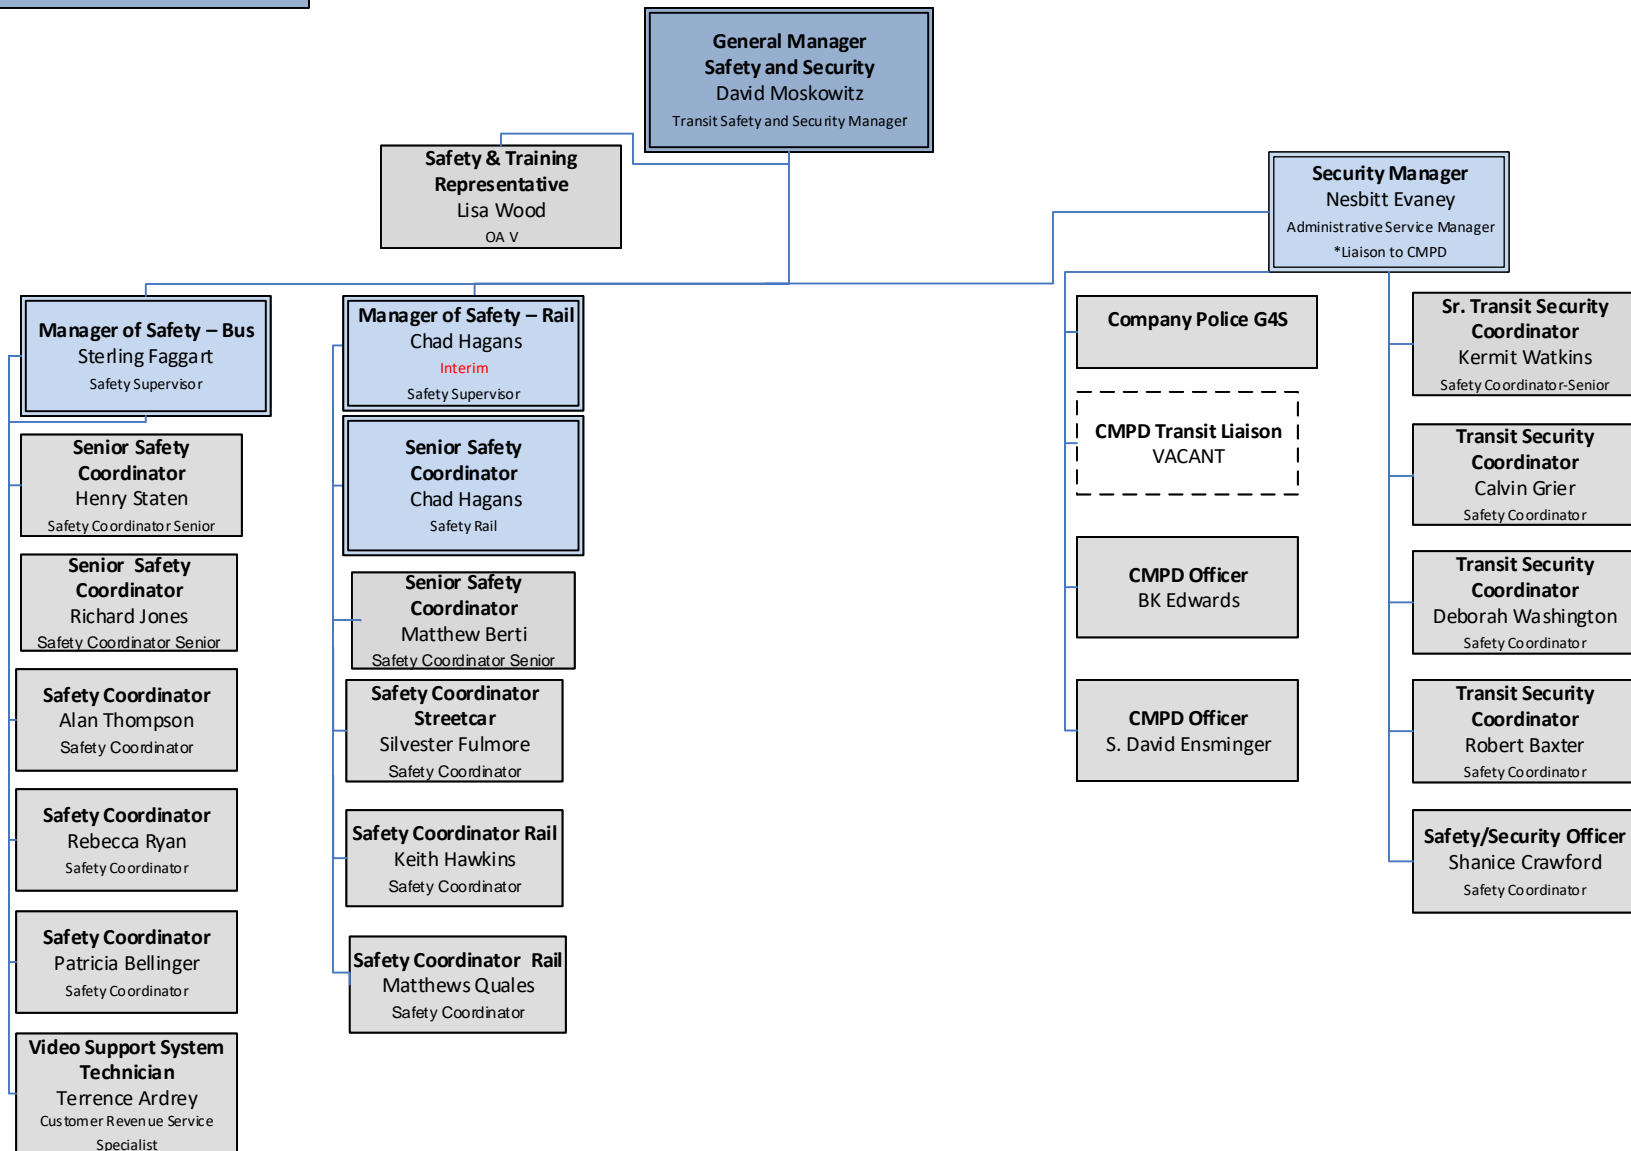 General Manager
Safety and Security
David Moskowitz
Transit Safety and Security Manager
Safety & Training
Representative
Lisa Wood
OA V
Security Manager
Nesbitt Evaney
Administrative Service Manager
*Liaison to CMPD
Manager of Safety – Bus
Sterling Faggart
Safety Supervisor
Senior Safety
Coordinator
Henry Staten
Safety Coordinator Senior
Senior Safety
Coordinator
Richard Jones
Safety Coordinator Senior
Safety Coordinator
Alan Thompson
Safety Coordinator
Safety Coordinator
Rebecca Ryan
Safety Coordinator
Safety Coordinator
Patricia Bellinger
Safety Coordinator
Video Support System
Technician
Terrence Ardrey
Customer Revenue Service
Specialist
Manager of Safety – Rail
Chad Hagans
Interim
Safety Supervisor
Senior Safety
Coordinator
Chad Hagans
Safety Rail
Senior Safety
Coordinator
Matthew Berti
Safety Coordinator Senior
Safety Coordinator
Streetcar
Silvester Fulmore
Safety Coordinator
Safety Coordinator Rail
Keith Hawkins
Safety Coordinator
Safety Coordinator Rail
Matthews Quales
Safety Coordinator
Company Police G4S
CMPD Transit Liaison
VACANT
CMPD Officer
BK Edwards
CMPD Officer
S. David Ensminger
Sr. Transit Security
Coordinator
Kermit Watkins
Safety Coordinator-Senior
Transit Security
Coordinator
Calvin Grier
Safety Coordinator
Transit Security
Coordinator
Deborah Washington
Safety Coordinator
Transit Security
Coordinator
Robert Baxter
Safety Coordinator
Safety/Security Officer
Shanice Crawford
Safety Coordinator